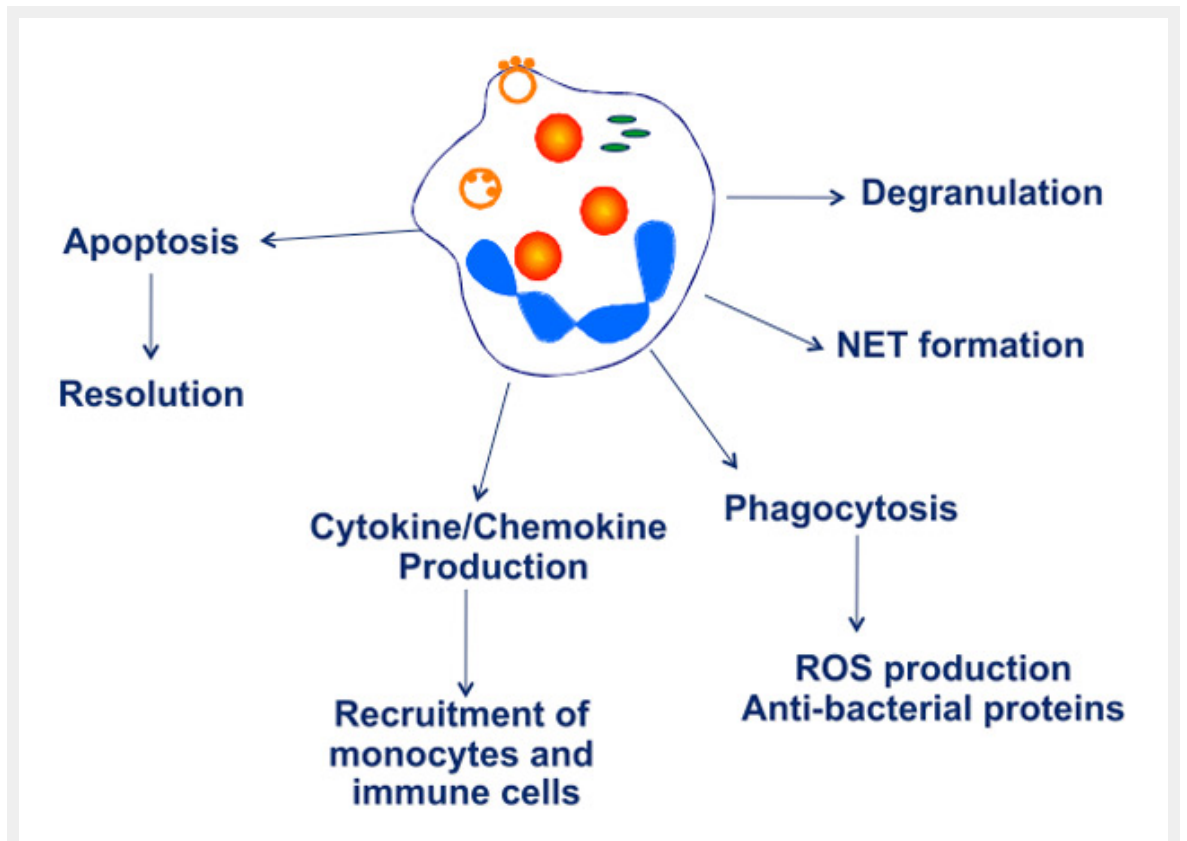 Degranulation
Apoptosis
NET formation
Resolution
Phagocytosis
Cytokine/Chemokine
Production
ROS production
Anti-bacterial proteins
Recruitment of
monocytes and
immune cells